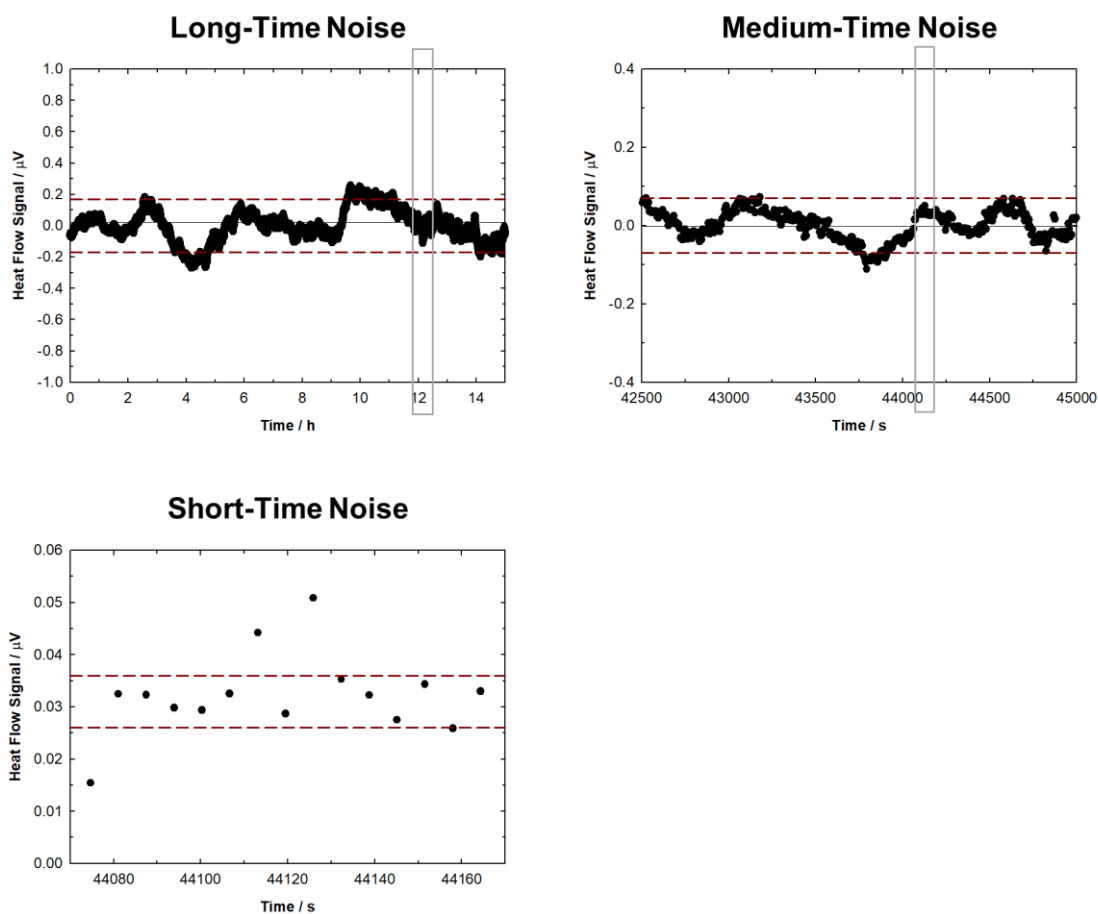 Long-Time Noise
Heat Flow Signal / µV
1.0
0.8
0.6
0.4
0.2
0.0
-0.2
-0.4
-0.6
-0.8
-1.0
0 2 4 6 8 10 12 14
Time / h
Medium-Time Noise
Heat Flow Signal / µV
0.4
0.2
0.0
-0.2
-0.4
42500 43000 43500 44000 44500 45000
Time / s
Short-Time Noise
Heat Flow Signal / µV
0.06
0.05
0.04
0.03
0.02
0.01
0.00
44080 44100 44120 44140 44160
Time / s